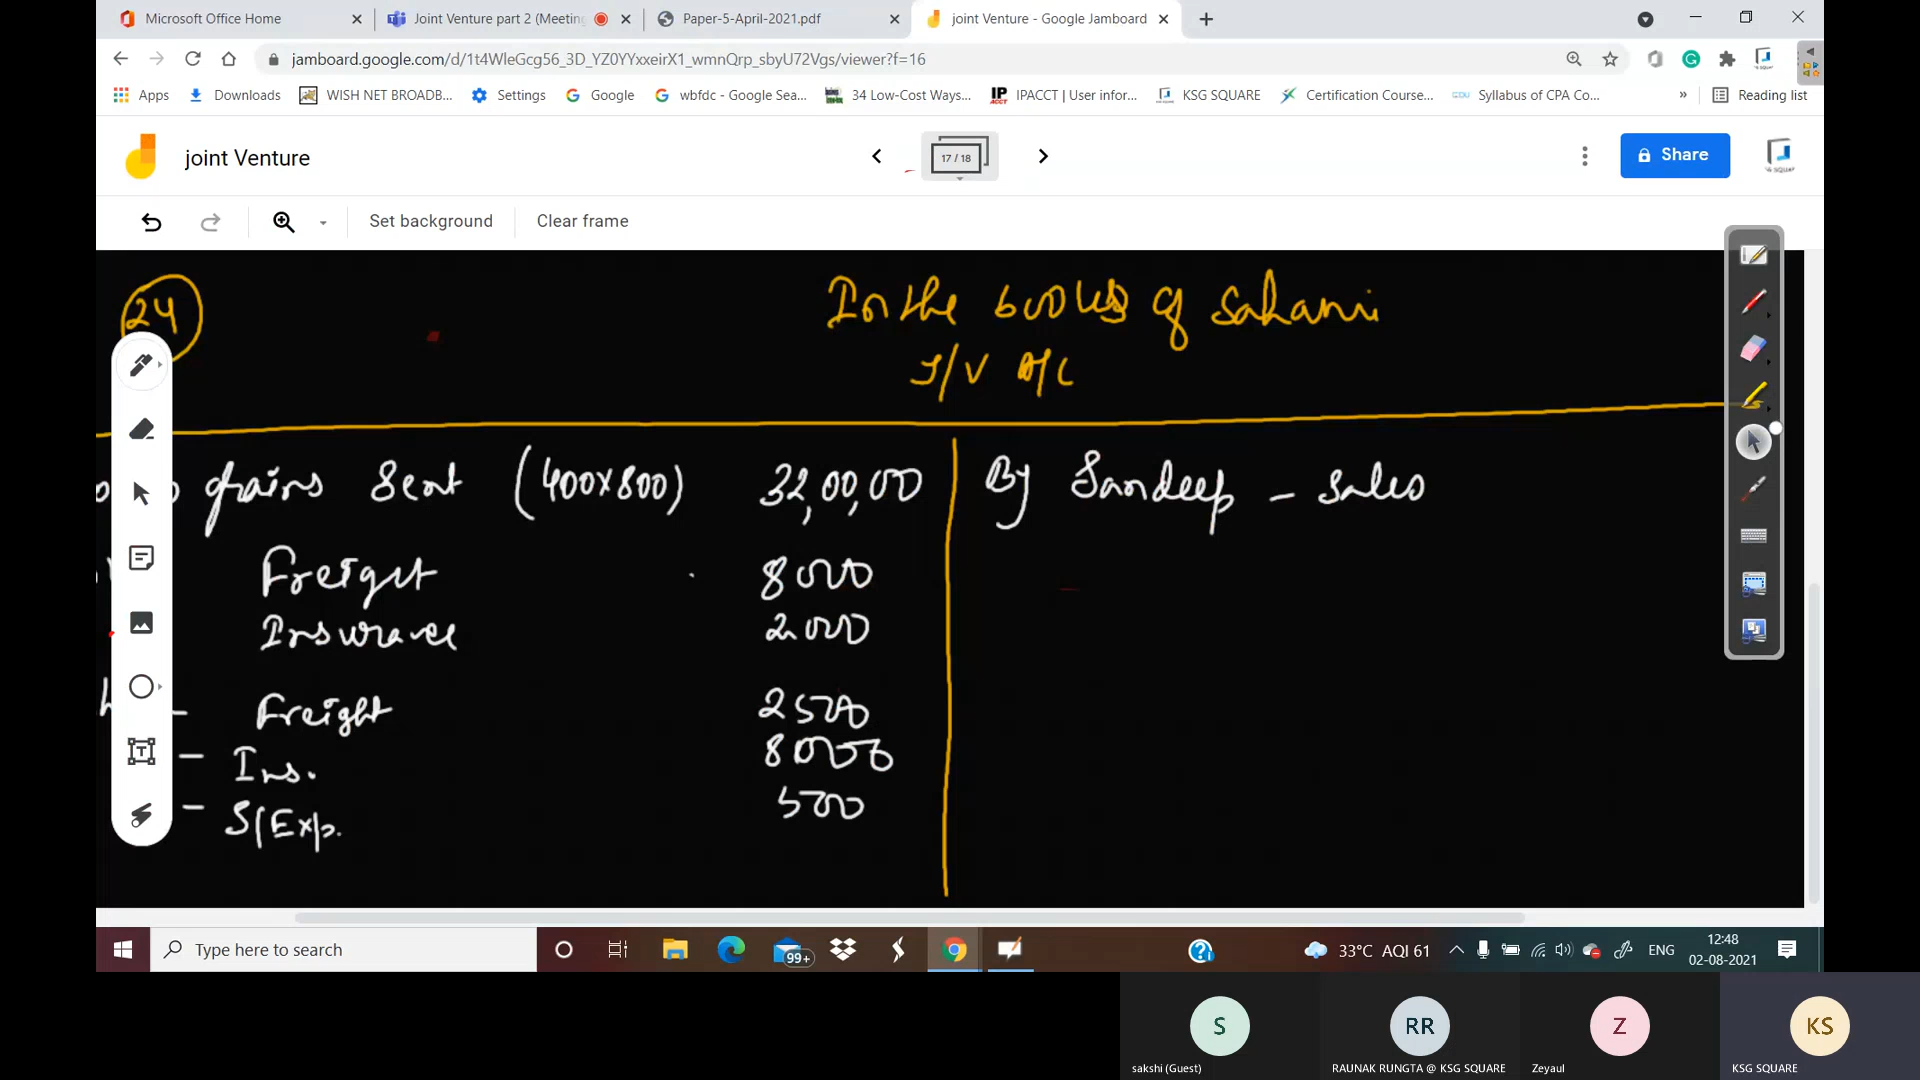 Microsoft Office Home
Joint Venture part 2 (Meeting
Paper-5-April-2021.pdf
joint Venture - Google Jamboard
jamboard.google.com/d/1t4WleGcg56_3D_YZ0YYxxeirX1_wmnQrp_sbyU72Vgs/viewer?f=16
Apps
Downloads
WISH NET BROADB...
Settings
Google
wbfdc - Google Sea...
34 Low-Cost Ways...
IPACCT | User infor...
KSG SQUARE
Certification Course...
Syllabus of CPA Co...
»
Reading list
joint Venture
17 / 18
Share
Set background
Clear frame
24
In the books of Sahani
J/V A/C
grains Sent (400x800) 32,00,00
By Sandeep - Sales
Freight 8000
Insurance 2000
Freight 2500
- Ins. 8000
- S/Exp. 500
Type here to search
99+
33°C AQI 61
ENG
12:48
02-08-2021
S
RR
Z
KS
sakshi (Guest)
RAUNAK RUNGTA @ KSG SQUARE
Zeyaul
KSG SQUARE